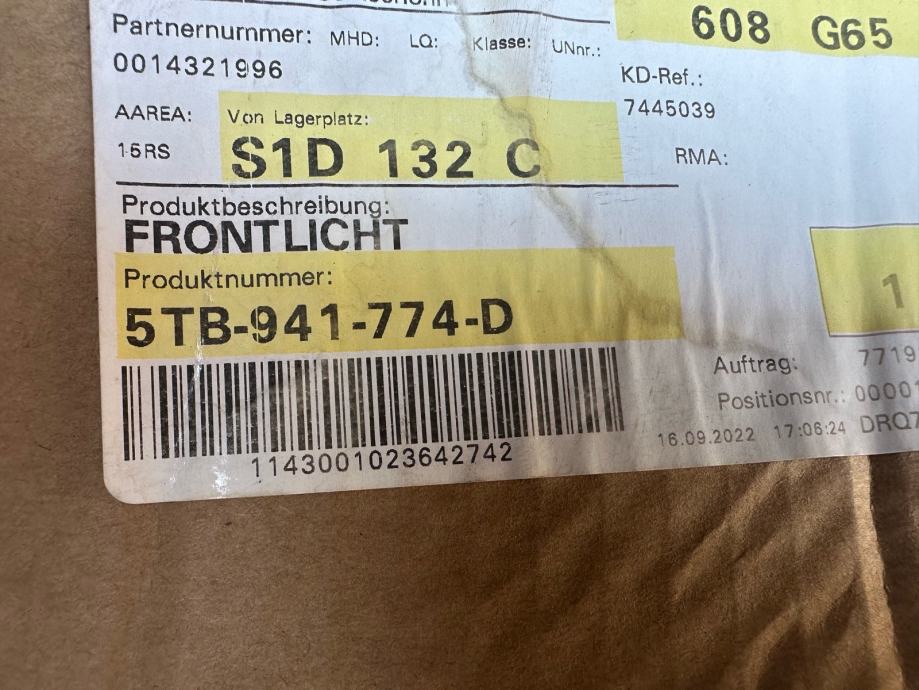 608 G65
Partnernummer: MHD: LQ: Klasse: UNnr.:
0014321996
KD-Ref.:
7445039
AAREA: Von Lagerplatz:
15RS S1D 132 C
RMA:
Produktbeschreibung:
FRONTLICHT
Produktnummer:
5TB-941-774-D
1
Auftrag: 7719
Positionsnr.: 0000
16.09.2022 17:06:24 DRQ7
1143001023642742